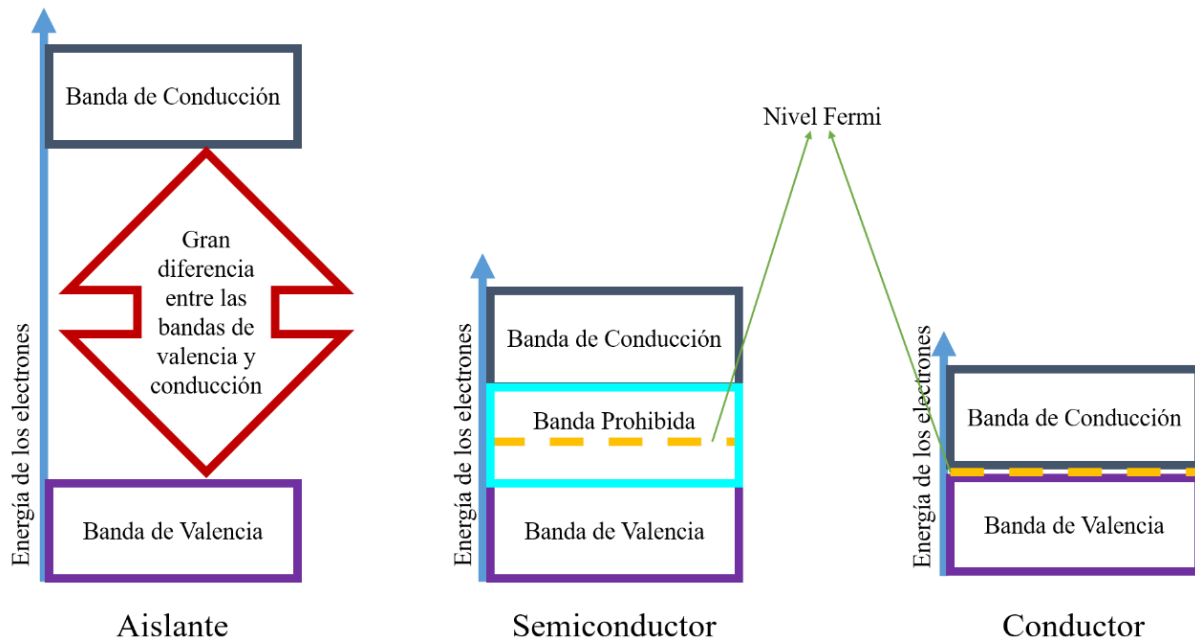 Energía de los electrones
Banda de Conducción
Gran
diferencia
entre las
bandas de
valencia y
conducción
Banda de Valencia
Aislante
Energía de los electrones
Banda de Conducción
Banda Prohibida
Banda de Valencia
Semiconductor
Nivel Fermi
Energía de los electrones
Banda de Conducción
Banda de Valencia
Conductor